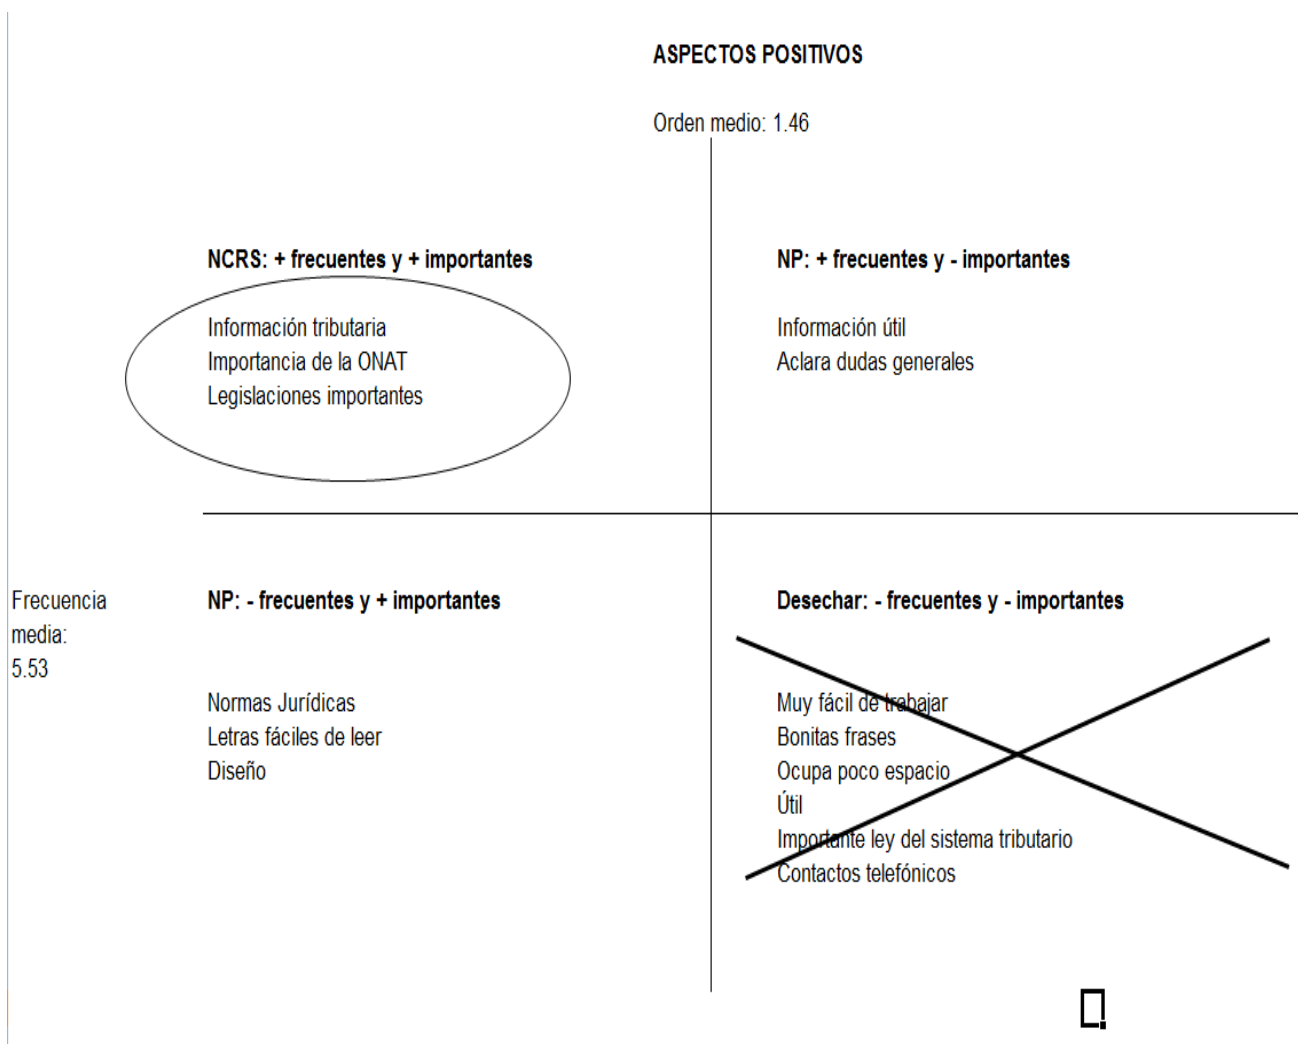 ASPECTOS POSITIVOS
Orden medio: 1.46
NCRS: + frecuentes y + importantes
Información tributaria
Importancia de la ONAT
Legislaciones importantes
NP: + frecuentes y - importantes
Información útil
Aclara dudas generales
Frecuencia
media:
5.53
NP: - frecuentes y + importantes
Normas Jurídicas
Letras fáciles de leer
Diseño
Desechar: - frecuentes y - importantes
Muy fácil de trabajar
Bonitas frases
Ocupa poco espacio
Útil
Importante ley del sistema tributario
Contactos telefónicos